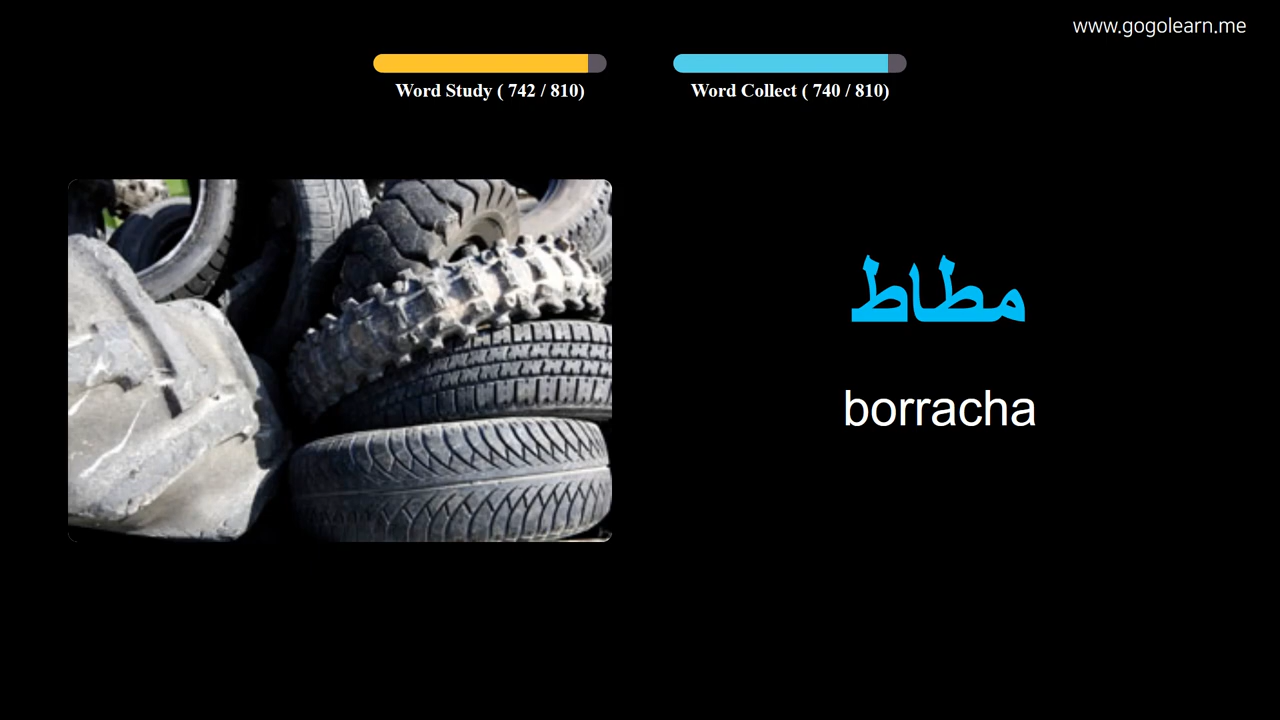 www.gogolearn.me
Word Study ( 742 / 810)
Word Collect ( 740 / 810)
مطاط
borracha